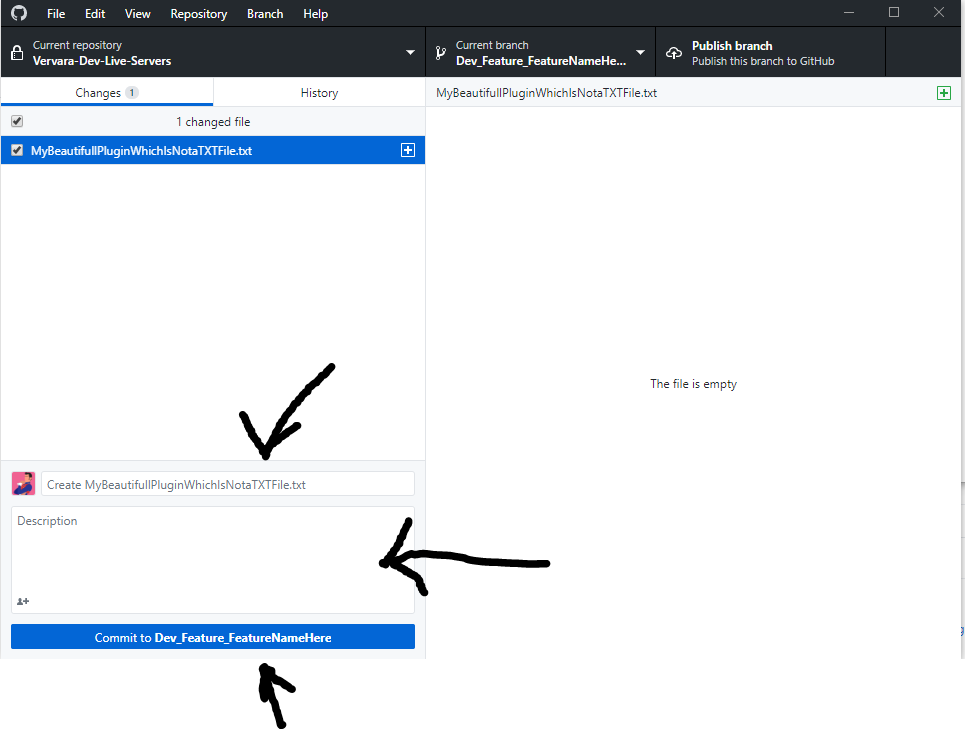 File Edit View Repository Branch Help
Current repository
Vervara-Dev-Live-Servers
Current branch
Dev_Feature_FeatureNameHe...
Publish branch
Publish this branch to GitHub
Changes 1
History
MyBeautifullPluginWhichIsNotaTXTFile.txt
1 changed file
MyBeautifullPluginWhichIsNotaTXTFile.txt
The file is empty
Create MyBeautifullPluginWhichIsNotaTXTFile.txt
Description
Commit to Dev_Feature_FeatureNameHere